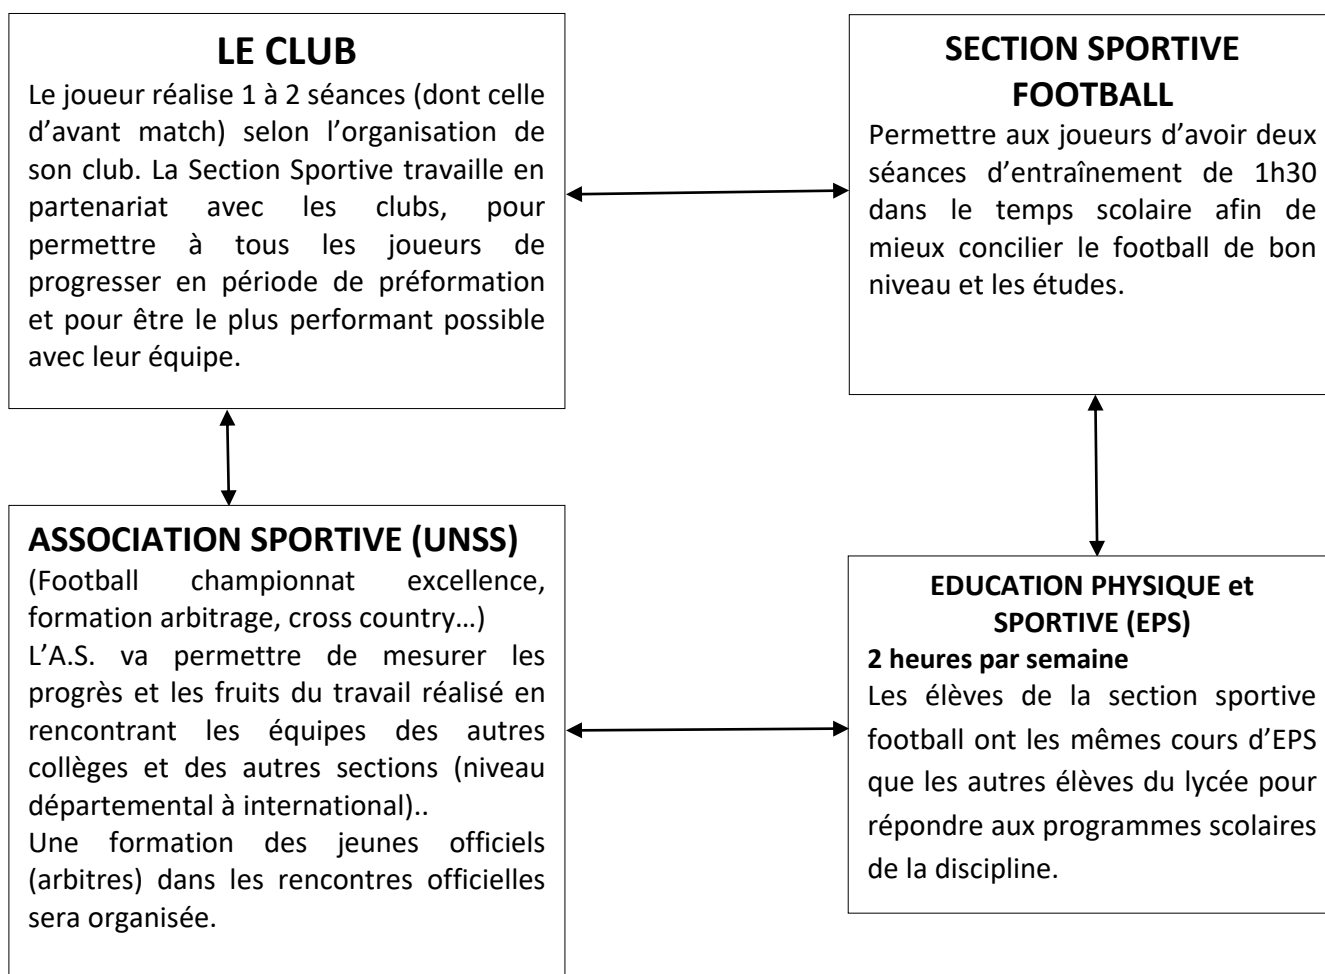 LE CLUB
Le joueur réalise 1 à 2 séances (dont celle
d’avant match) selon l’organisation de
son club. La Section Sportive travaille en
partenariat avec les clubs, pour
permettre à tous les joueurs de
progresser en période de préformation
et pour être le plus performant possible
avec leur équipe.
SECTION SPORTIVE
FOOTBALL
Permettre aux joueurs d’avoir deux
séances d’entraînement de 1h30
dans le temps scolaire afin de
mieux concilier le football de bon
niveau et les études.
ASSOCIATION SPORTIVE (UNSS)
(Football championnat excellence,
formation arbitrage, cross country…)
L’A.S. va permettre de mesurer les
progrès et les fruits du travail réalisé en
rencontrant les équipes des autres
collèges et des autres sections (niveau
départemental à international)..
Une formation des jeunes officiels
(arbitres) dans les rencontres officielles
sera organisée.
EDUCATION PHYSIQUE et
SPORTIVE (EPS)
2 heures par semaine
Les élèves de la section sportive
football ont les mêmes cours d’EPS
que les autres élèves du lycée pour
répondre aux programmes scolaires
de la discipline.